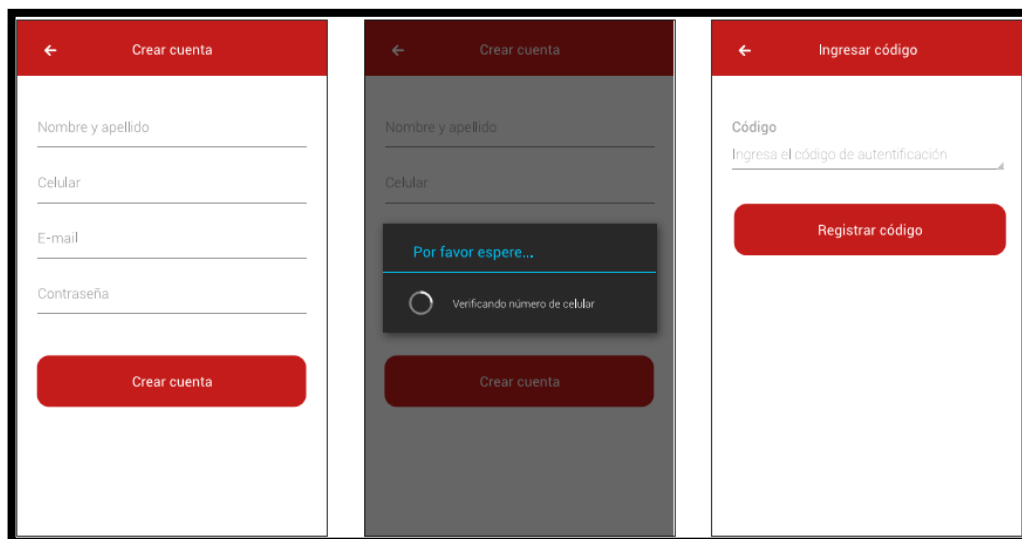 Crear cuenta
Nombre y apellido
Celular
E-mail
Contraseña
Crear cuenta
Crear cuenta
Nombre y apellido
Celular
Por favor espere...
Verificando número de celular
Crear cuenta
Ingresar código
Código
Ingresa el código de autentificación
Registrar código